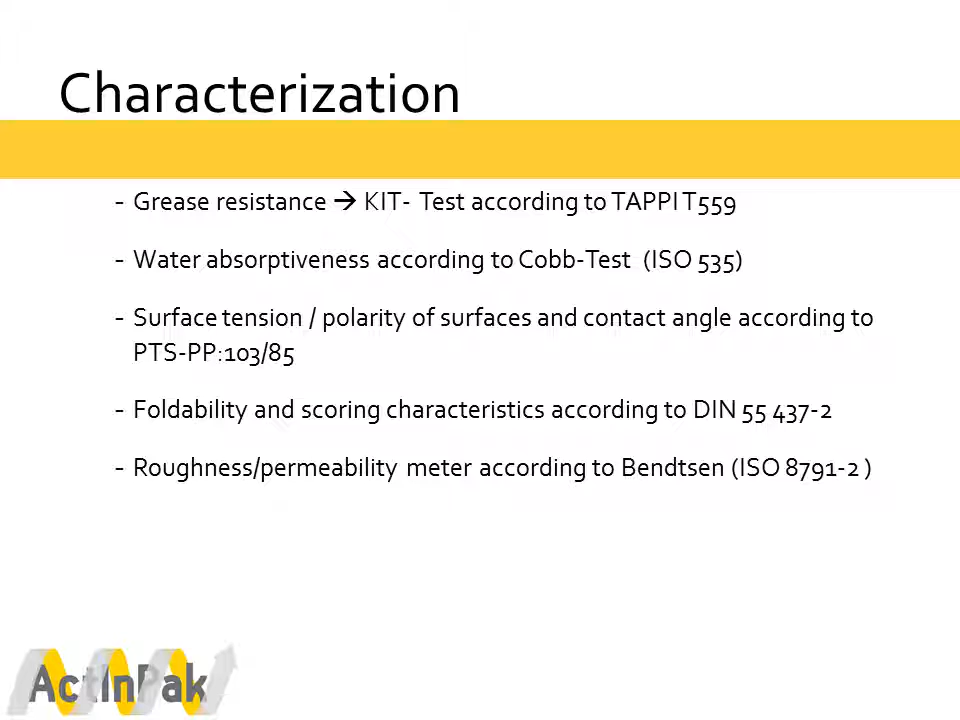 Characterization
- Grease resistance → KIT- Test according to TAPPI T559
- Water absorptiveness according to Cobb-Test (ISO 535)
- Surface tension / polarity of surfaces and contact angle according to
PTS-PP:103/85
- Foldability and scoring characteristics according to DIN 55 437-2
- Roughness/permeability meter according to Bendtsen (ISO 8791-2 )
ActInPak